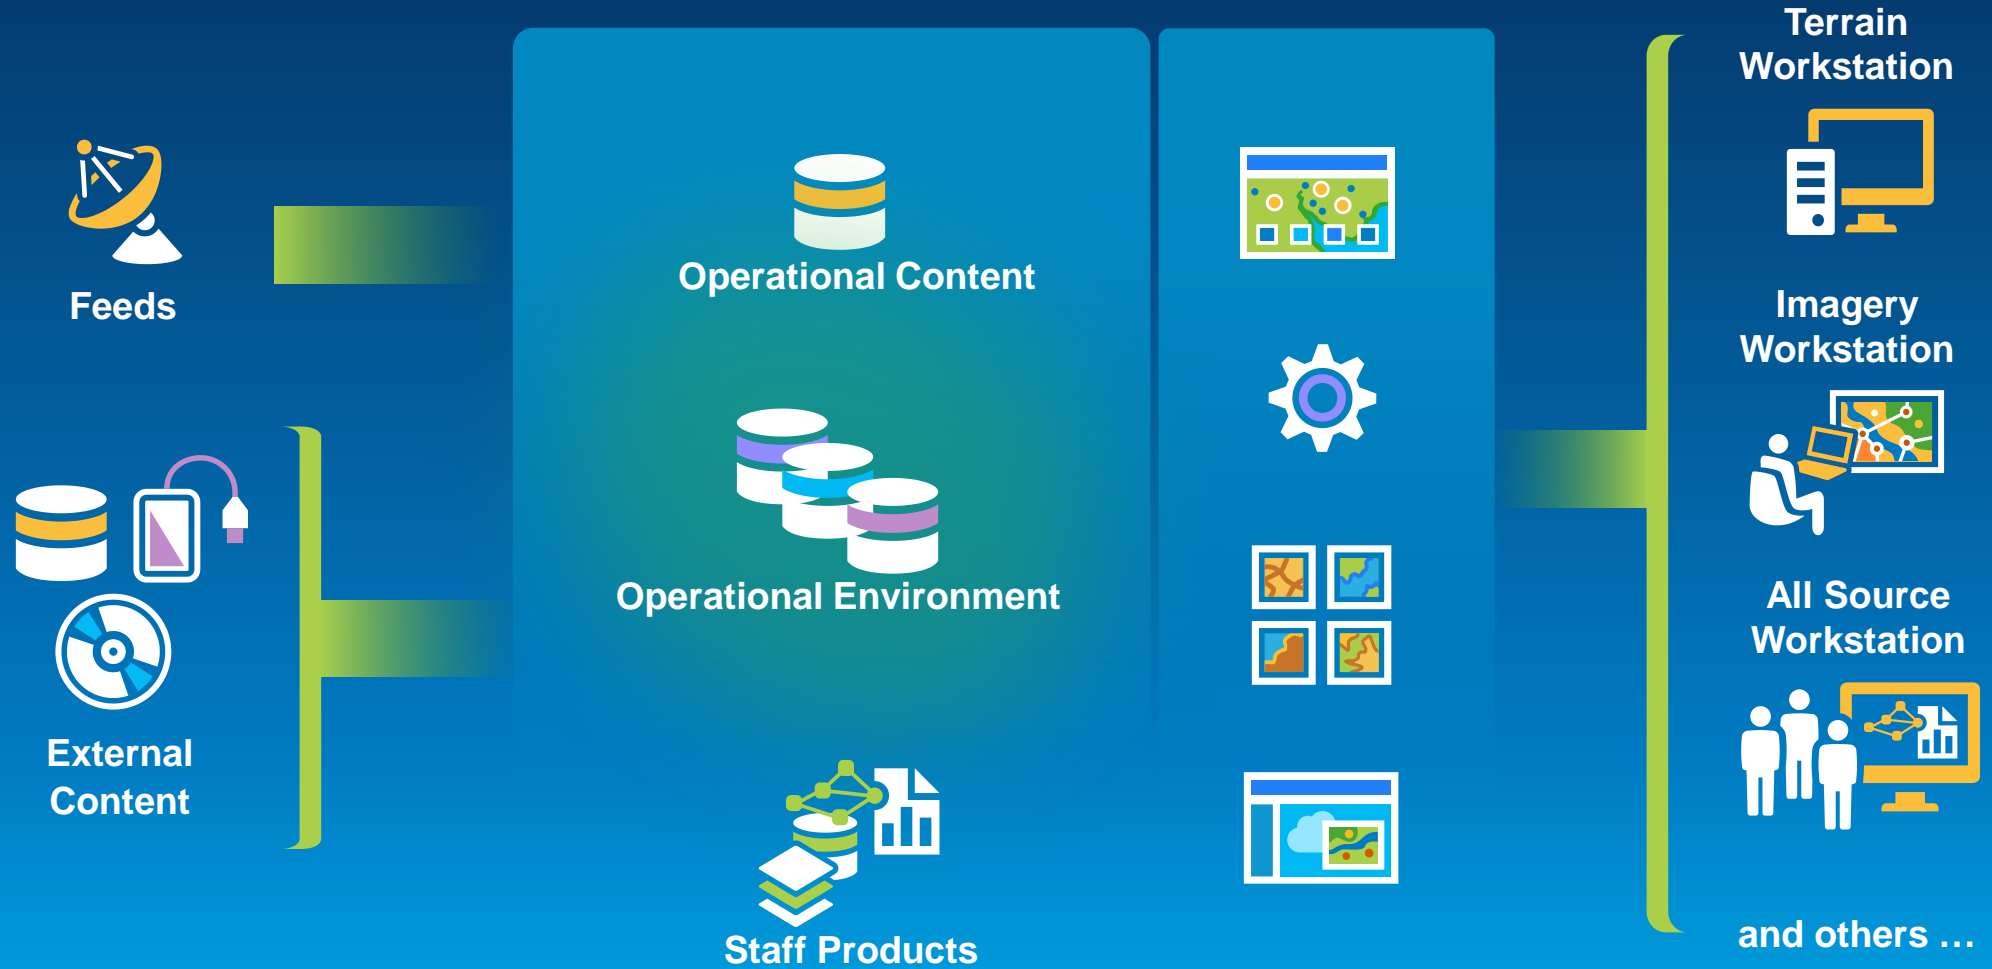 Feeds
External
Content
Operational Content
Operational Environment
Staff Products
Terrain
Workstation
Imagery
Workstation
All Source
Workstation
and others …